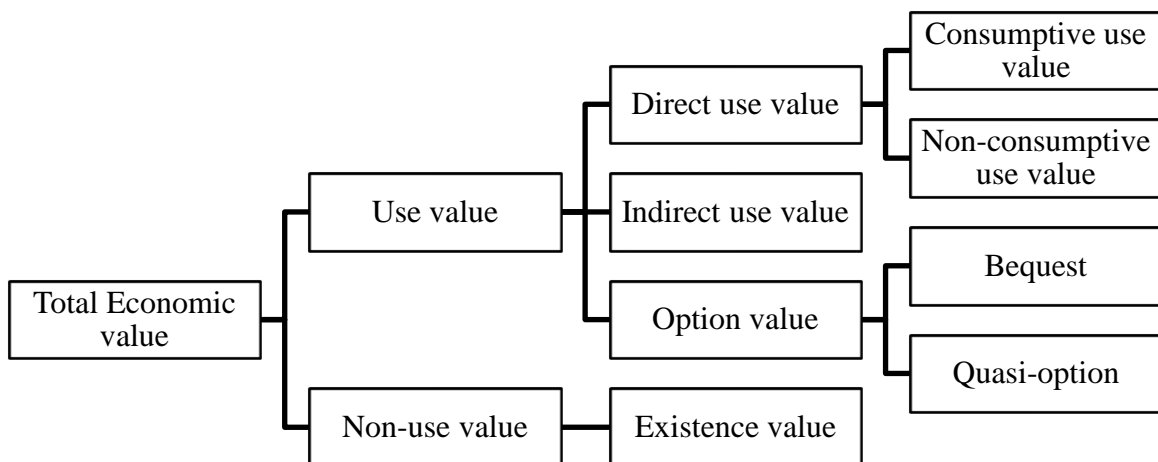 Consumptive use
value
Direct use value
Non-consumptive
use value
Use value
Indirect use value
Bequest
Total Economic
value
Option value
Quasi-option
Non-use value
Existence value